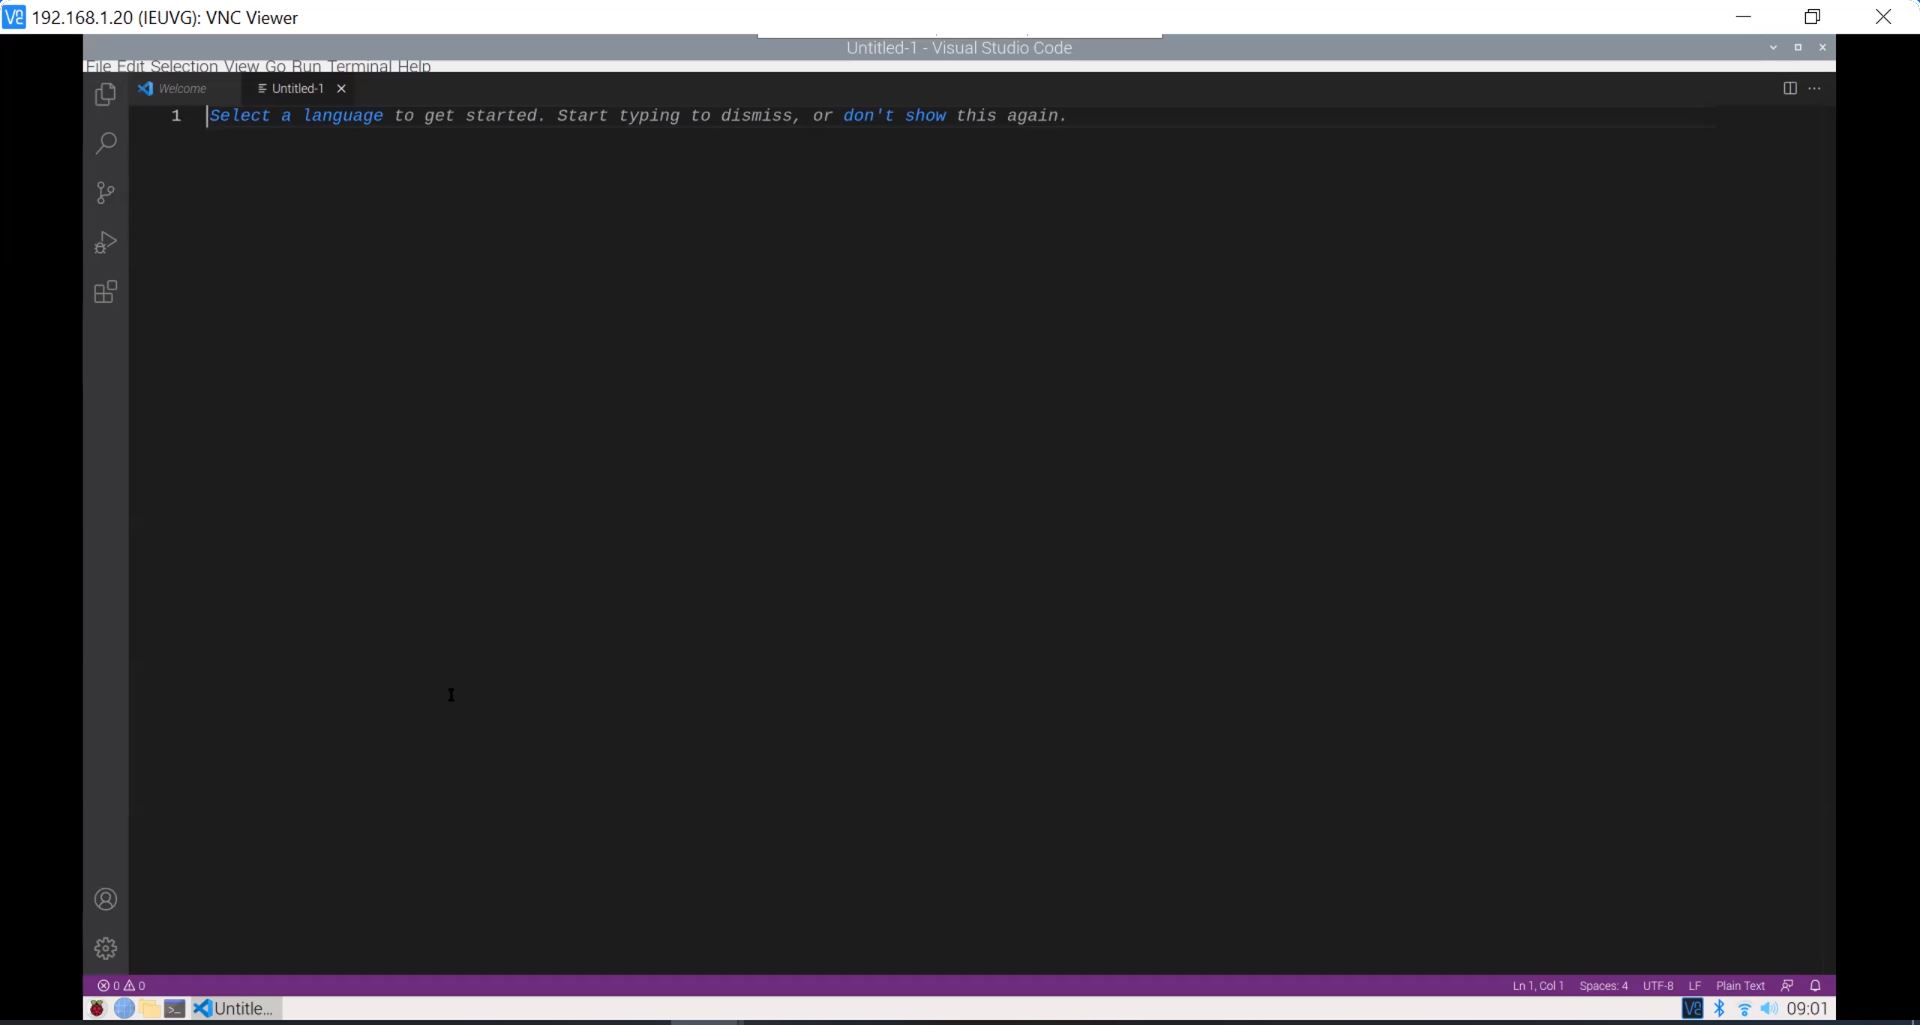 192.168.1.20 (IEUVG): VNC Viewer
Untitled-1 - Visual Studio Code
File Edit Selection View Go Run Terminal Help
Welcome
Untitled-1
1 Select a language to get started. Start typing to dismiss, or don't show this again.
0 0
Ln 1, Col 1 Spaces: 4 UTF-8 LF Plain Text
Untitle... 09:01